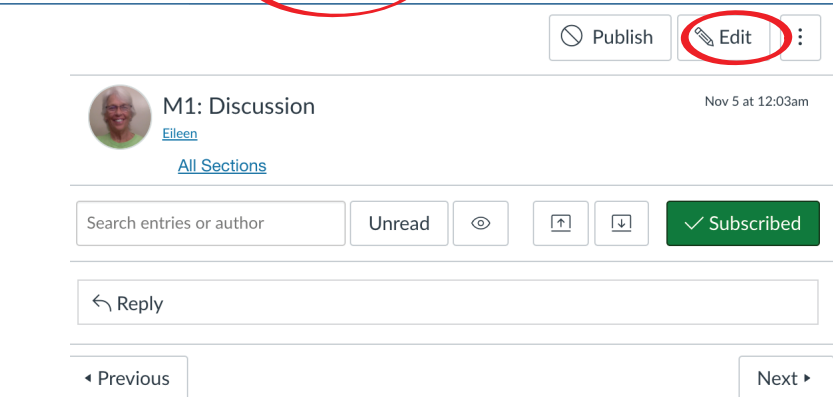 Publish Edit
M1: Discussion Nov 5 at 12:03am
Eileen
All Sections
Search entries or author Unread Subscribed
Reply
Previous Next